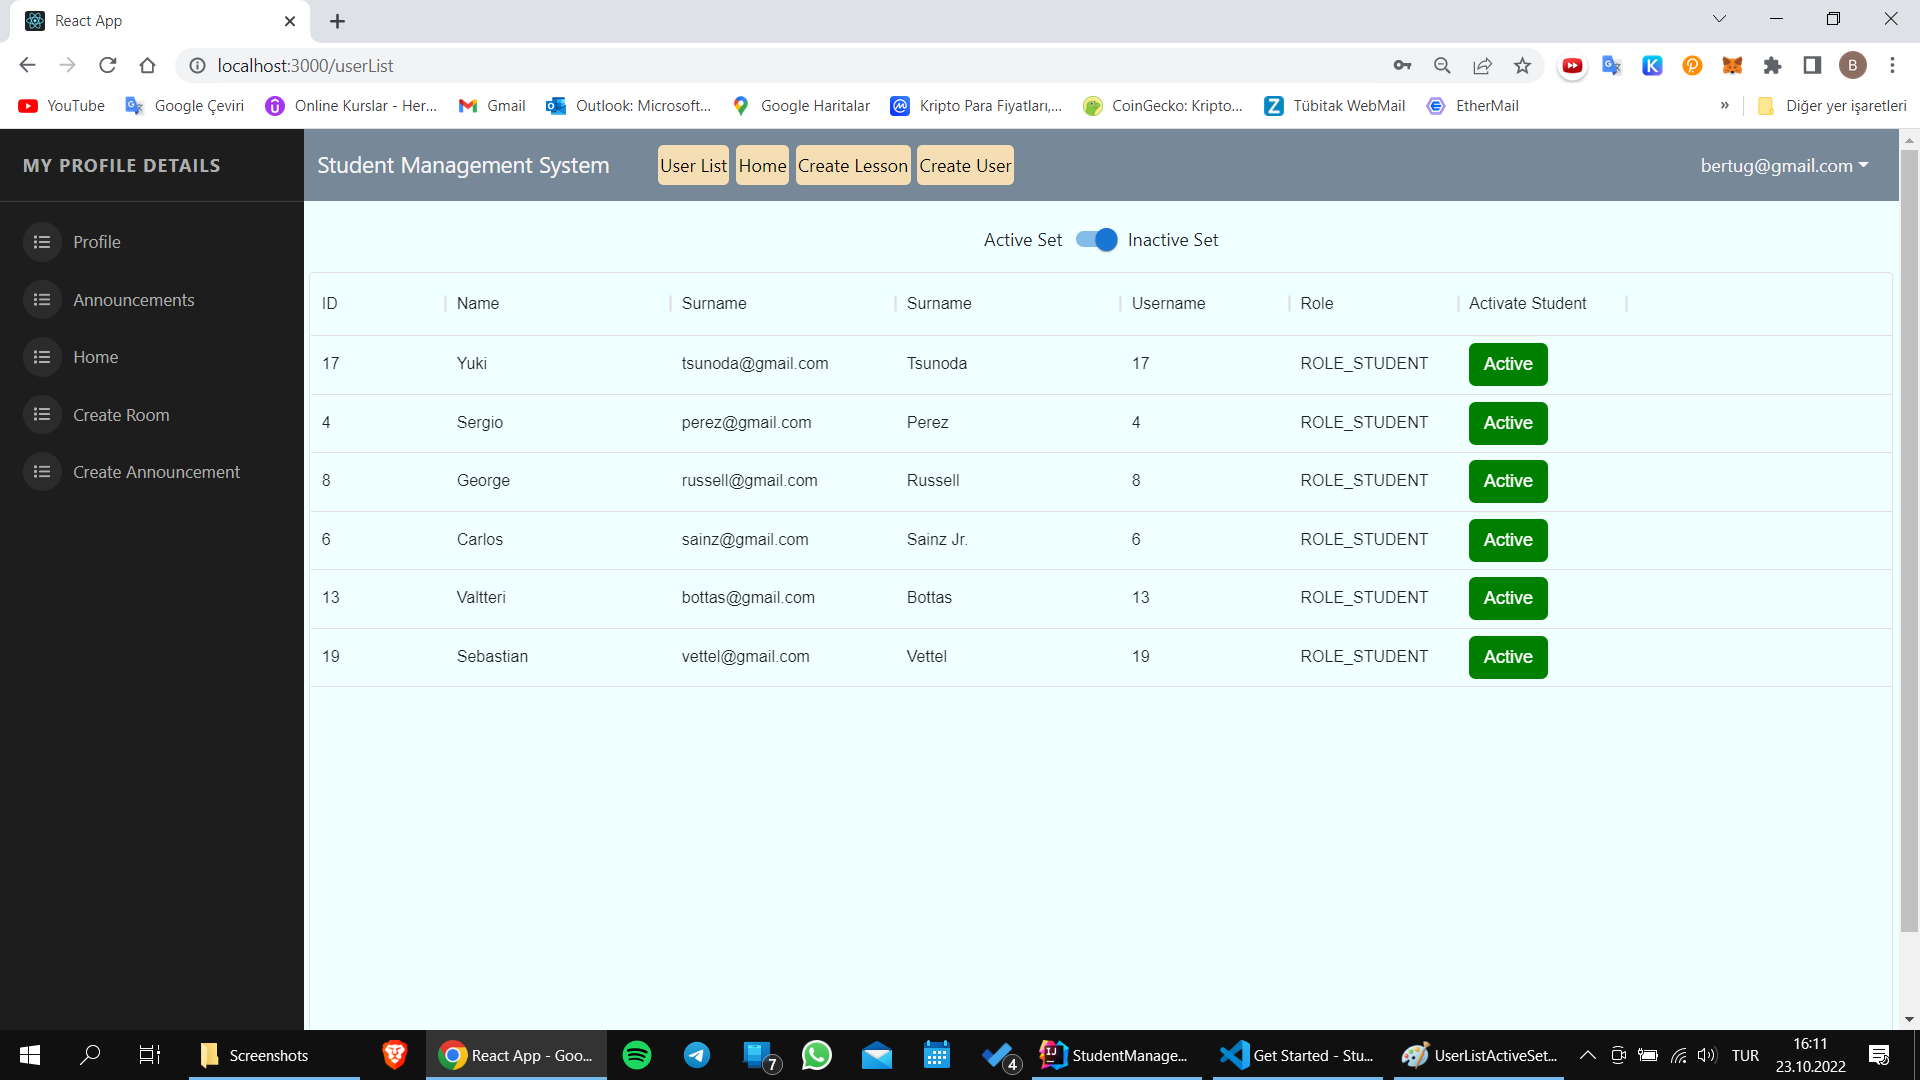 React App
localhost:3000/userList
B
YouTube
Google Çeviri
Online Kurslar - Her...
Gmail
Outlook: Microsoft...
Google Haritalar
Kripto Para Fiyatları,...
CoinGecko: Kripto...
Tübitak WebMail
EtherMail
»
Diğer yer işaretleri
MY PROFILE DETAILS
Profile
Announcements
Home
Create Room
Create Announcement
Student Management System
User List
Home
Create Lesson
Create User
bertug@gmail.com
Active Set Inactive Set
ID Name Surname Surname Username Role Activate Student
17 Yuki tsunoda@gmail.com Tsunoda 17 ROLE_STUDENT Active
4 Sergio perez@gmail.com Perez 4 ROLE_STUDENT Active
8 George russell@gmail.com Russell 8 ROLE_STUDENT Active
6 Carlos sainz@gmail.com Sainz Jr. 6 ROLE_STUDENT Active
13 Valtteri bottas@gmail.com Bottas 13 ROLE_STUDENT Active
19 Sebastian vettel@gmail.com Vettel 19 ROLE_STUDENT Active
Screenshots
React App - Goo...
7
4
StudentManage...
Get Started - Stu...
UserListActiveSet...
TUR
16:11
23.10.2022